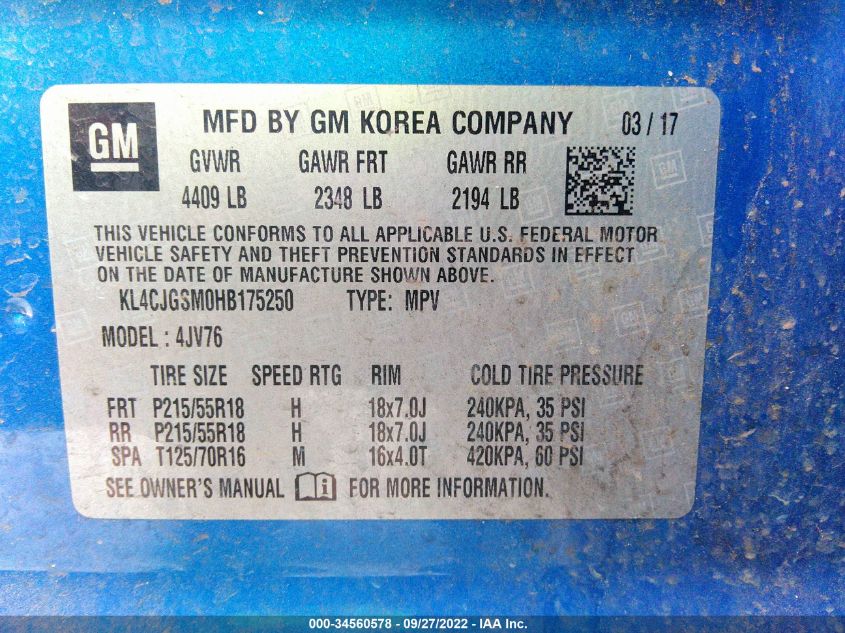 GM MFD BY GM KOREA COMPANY 03 / 17
GVWR GAWR FRT GAWR RR
4409 LB 2348 LB 2194 LB
THIS VEHICLE CONFORMS TO ALL APPLICABLE U.S. FEDERAL MOTOR
VEHICLE SAFETY AND THEFT PREVENTION STANDARDS IN EFFECT
ON THE DATE OF MANUFACTURE SHOWN ABOVE.
KL4CJGSM0HB175250 TYPE: MPV
MODEL : 4JV76
TIRE SIZE SPEED RTG RIM COLD TIRE PRESSURE
FRT P215/55R18 H 18x7.0J 240KPA, 35 PSI
RR P215/55R18 H 18x7.0J 240KPA, 35 PSI
SPA T125/70R16 M 16x4.0T 420KPA, 60 PSI
SEE OWNER'S MANUAL FOR MORE INFORMATION.
000-34560578 - 09/27/2022 - IAA Inc.